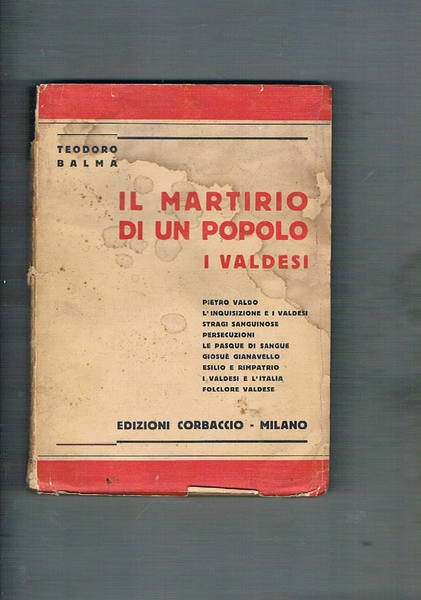 TEODORO
BALMA
IL MARTIRIO
DI UN POPOLO
I VALDESI
PIETRO VALDO
L'INQUISIZIONE E I VALDESI
STRAGI SANGUINOSE
PERSECUZIONI
LE PASQUE DI SANGUE
GIOSUÈ GIANAVELLO
ESILIO E RIMPATRIO
I VALDESI E L'ITALIA
FOLCLORE VALDESE
EDIZIONI CORBACCIO - MILANO